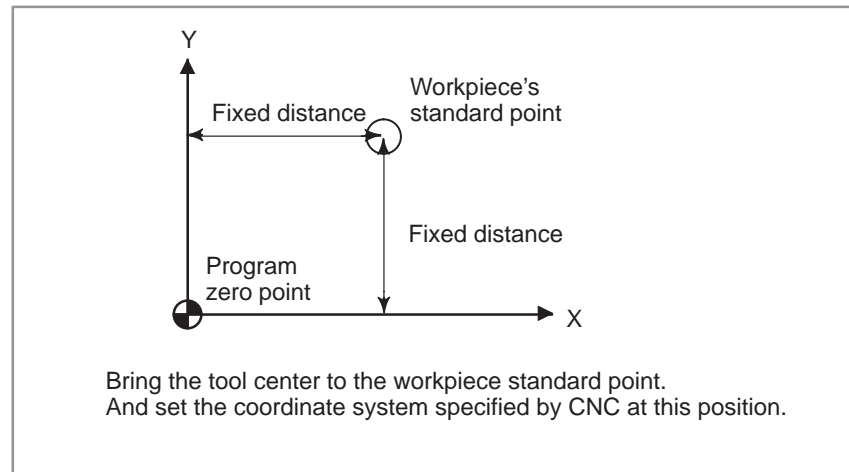 Y
Workpiece's
standard point
Fixed distance
Fixed distance
Program
zero point
X
Bring the tool center to the workpiece standard point.
And set the coordinate system specified by CNC at this position.